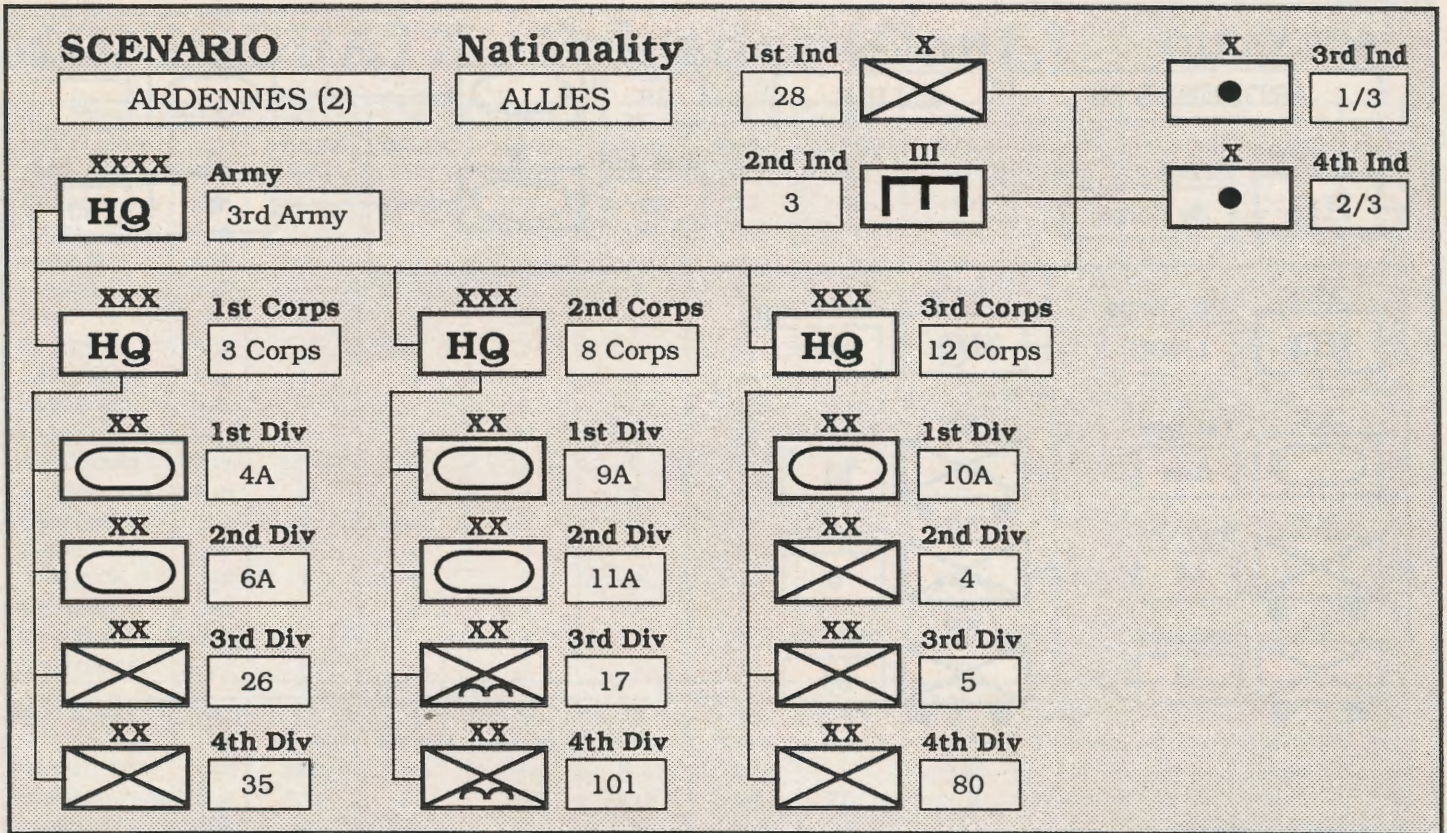 SCENARIO
ARDENNES (2)
Nationality
ALLIES
1st Ind
28
X
X
3rd Ind
1/3
2nd Ind
3
III
X
4th Ind
2/3
XXXX
HQ
Army
3rd Army
XXX
HQ
1st Corps
3 Corps
XXX
HQ
2nd Corps
8 Corps
XXX
HQ
3rd Corps
12 Corps
XX
1st Div
4A
XX
1st Div
9A
XX
1st Div
10A
XX
2nd Div
6A
XX
2nd Div
11A
XX
2nd Div
4
XX
3rd Div
26
XX
3rd Div
17
XX
3rd Div
5
XX
4th Div
35
XX
4th Div
101
XX
4th Div
80